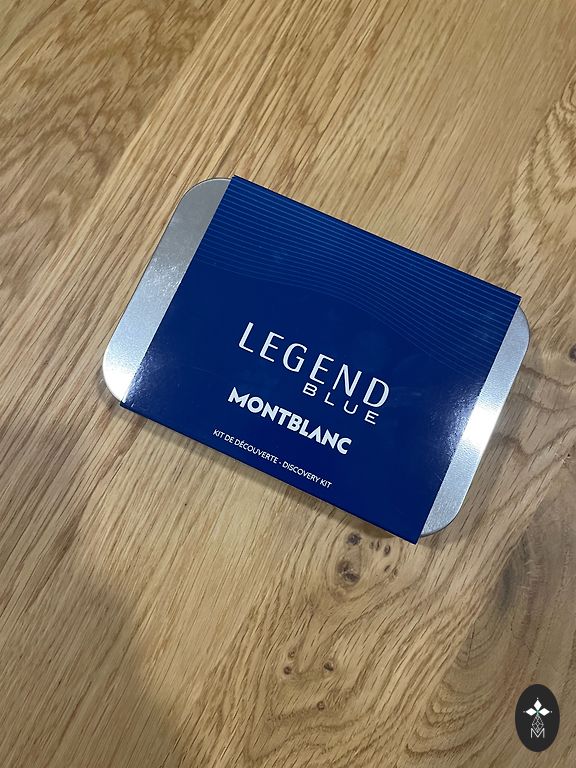 LEGEND
BLUE
MONTBLANC
KIT DE DÉCOUVERTE - DISCOVERY KIT
M